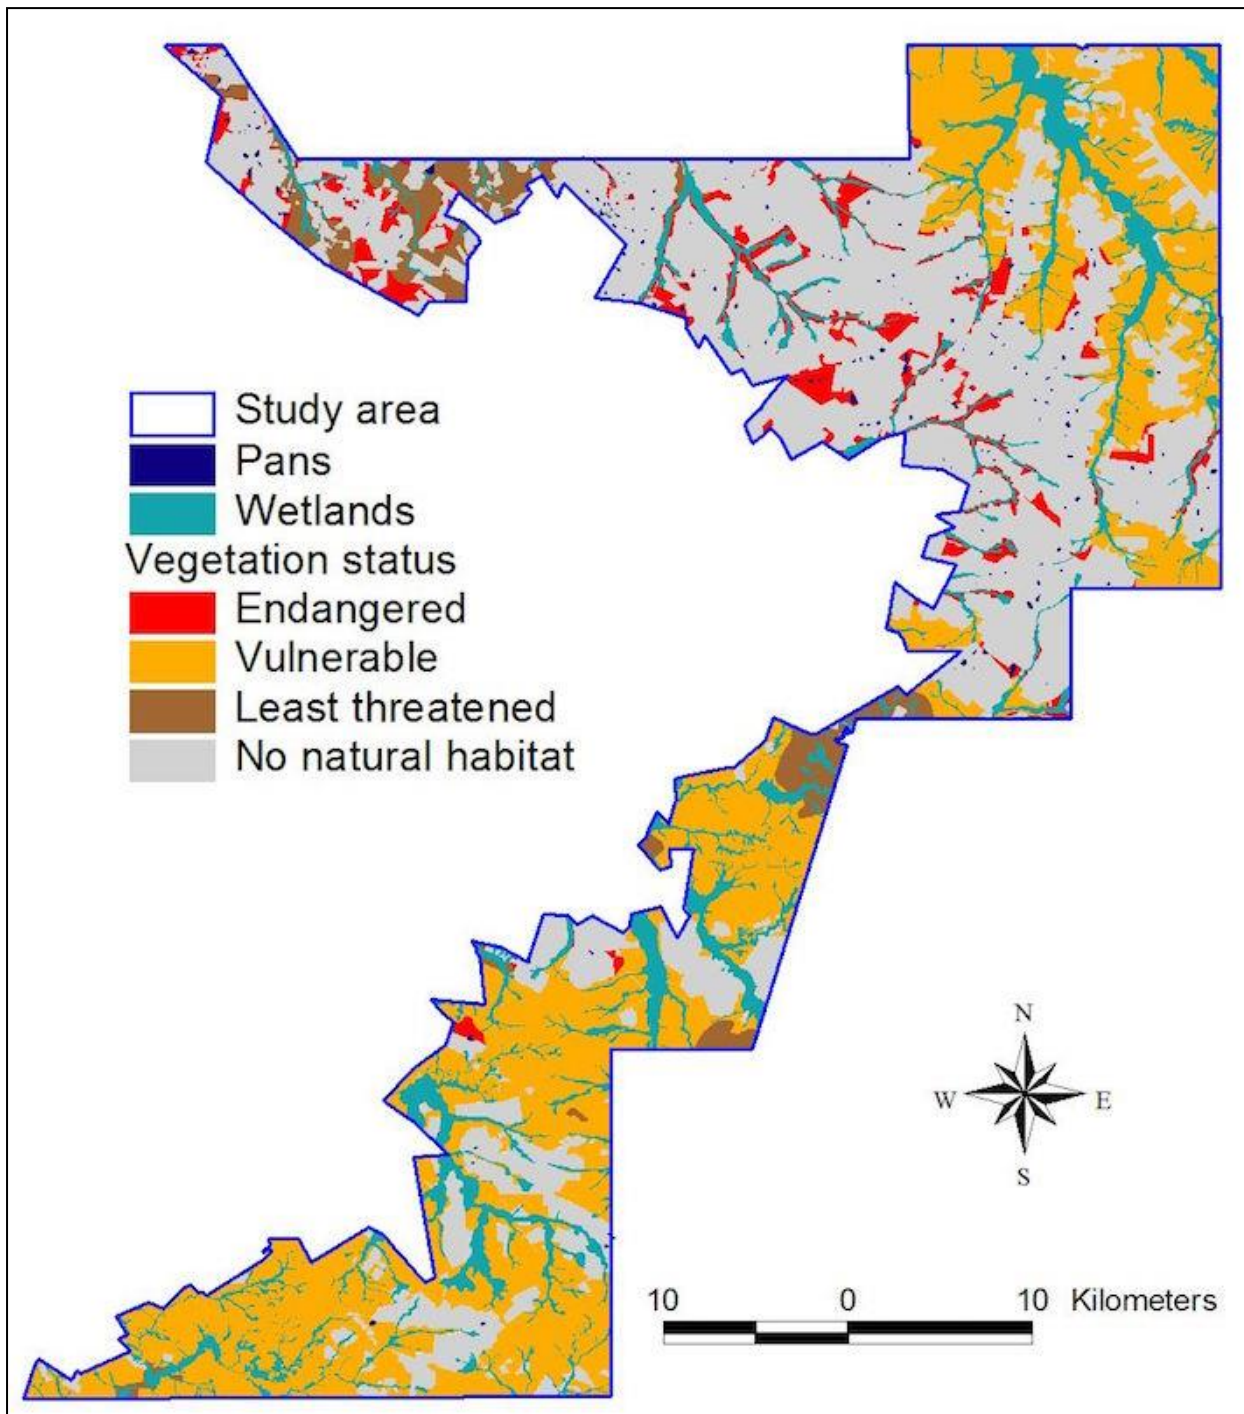 Study area
Pans
Wetlands
Vegetation status
Endangered
Vulnerable
Least threatened
No natural habitat
N
W E
S
10 0 10 Kilometers